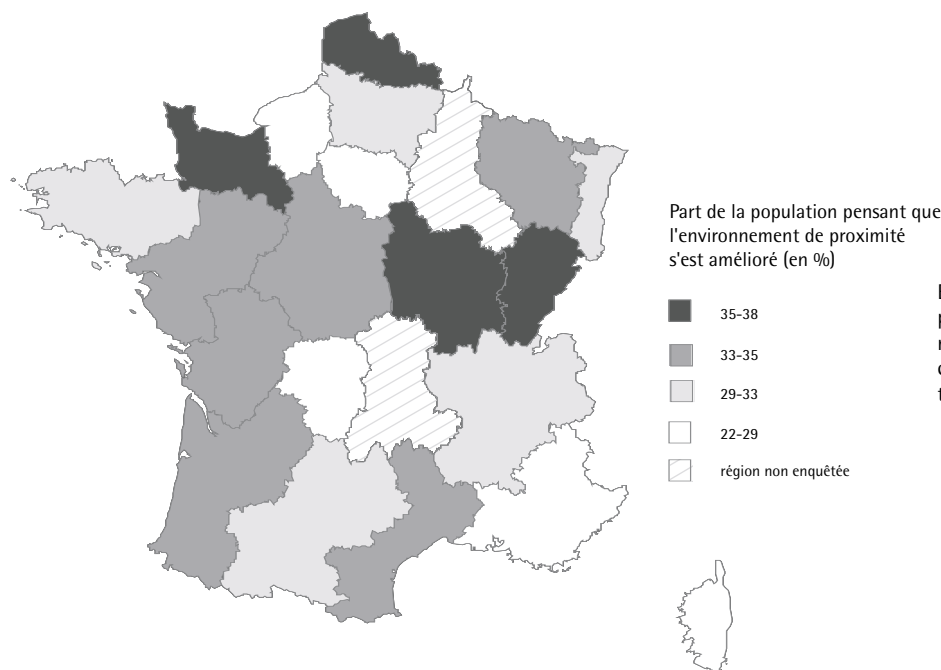 Part de la population pensant que
l'environnement de proximité
s'est amélioré (en %)
35-38
33-35
29-33
22-29
région non enquêtée